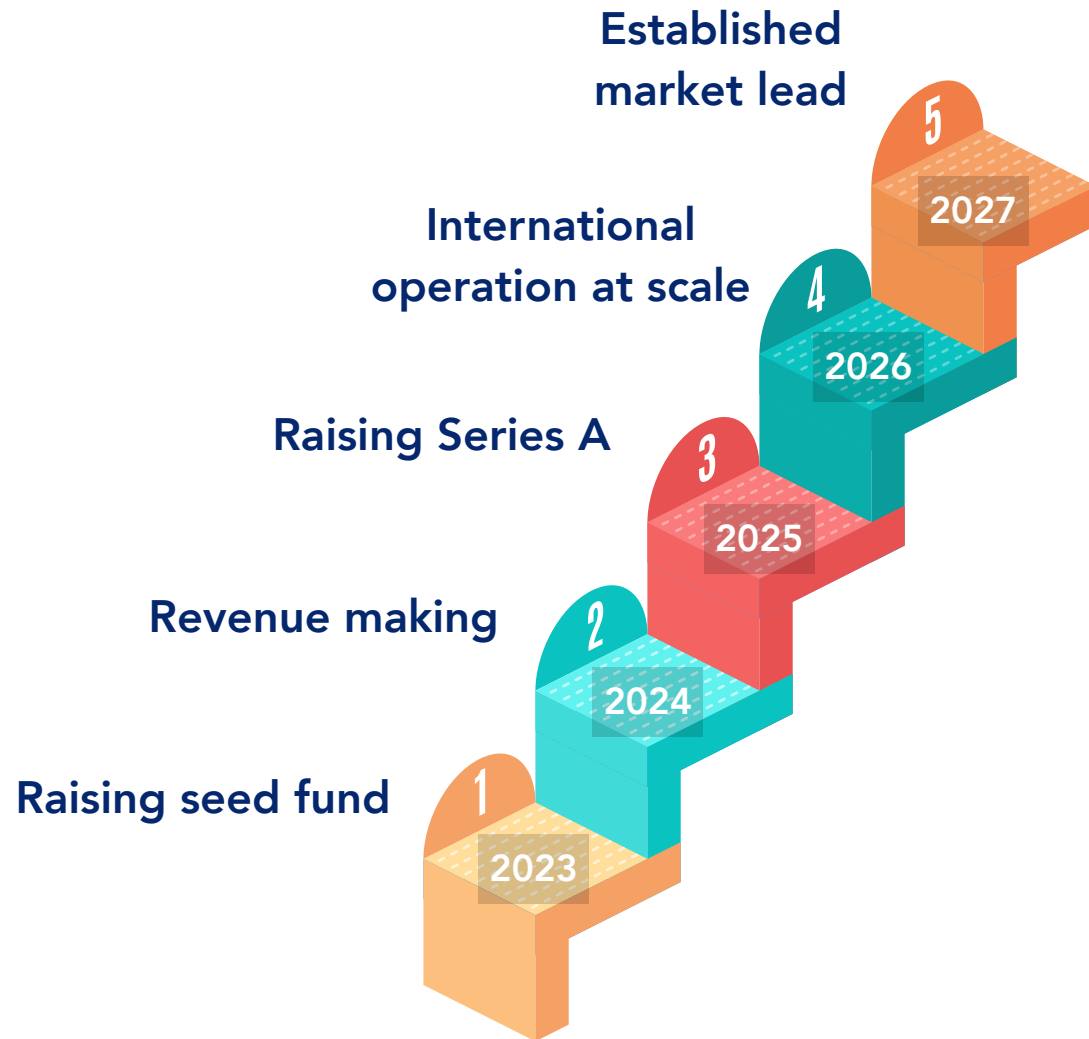 Established
market lead
5
2027
International
operation at scale
4
2026
Raising Series A
3
2025
Revenue making
2
2024
Raising seed fund
1
2023